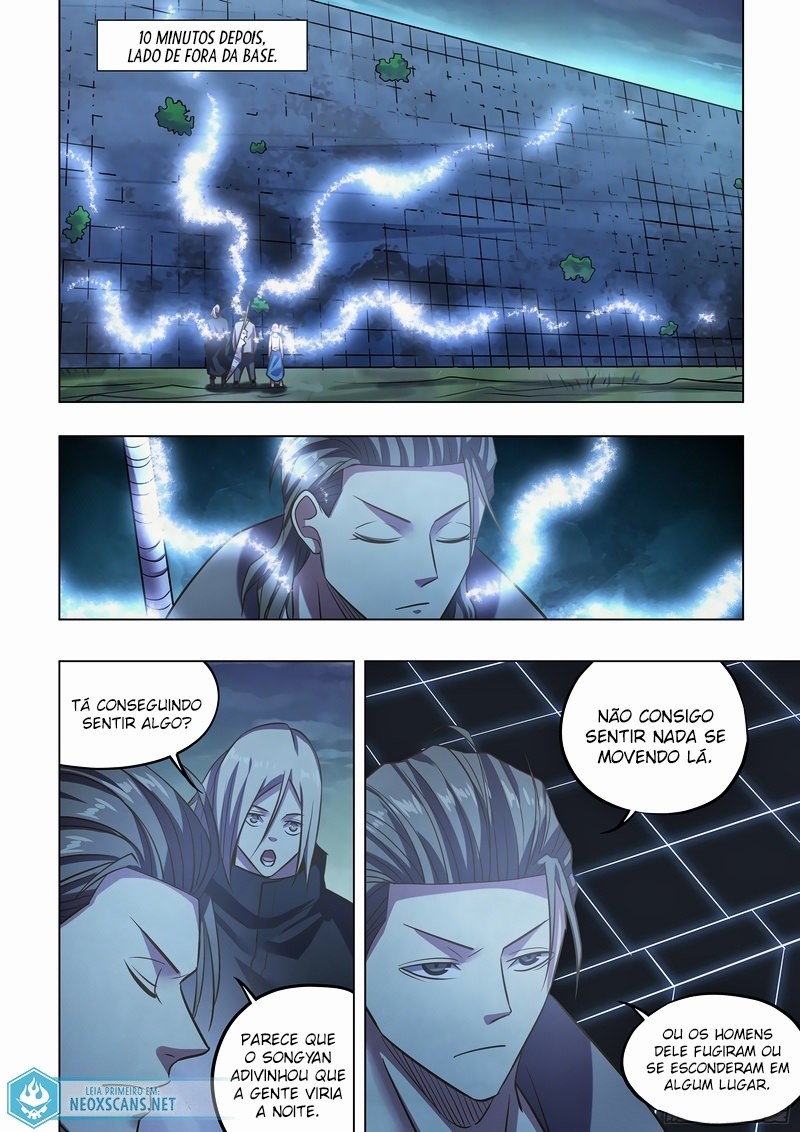 10 MINUTOS DEPOIS,
LADO DE FORA DA BASE.
TÁ CONSEGUINDO
SENTIR ALGO?
NÃO CONSIGO
SENTIR NADA SE
MOVENDO LÁ.
PARECE QUE
O SONGYAN
ADIVINHOU QUE
A GENTE VIRIA
A NOITE.
OU OS HOMENS
DELE FUGIRAM OU
SE ESCONDERAM EM
ALGUM LUGAR.
LEIA PRIMEIRO EM:
NEOXSCANS.NET